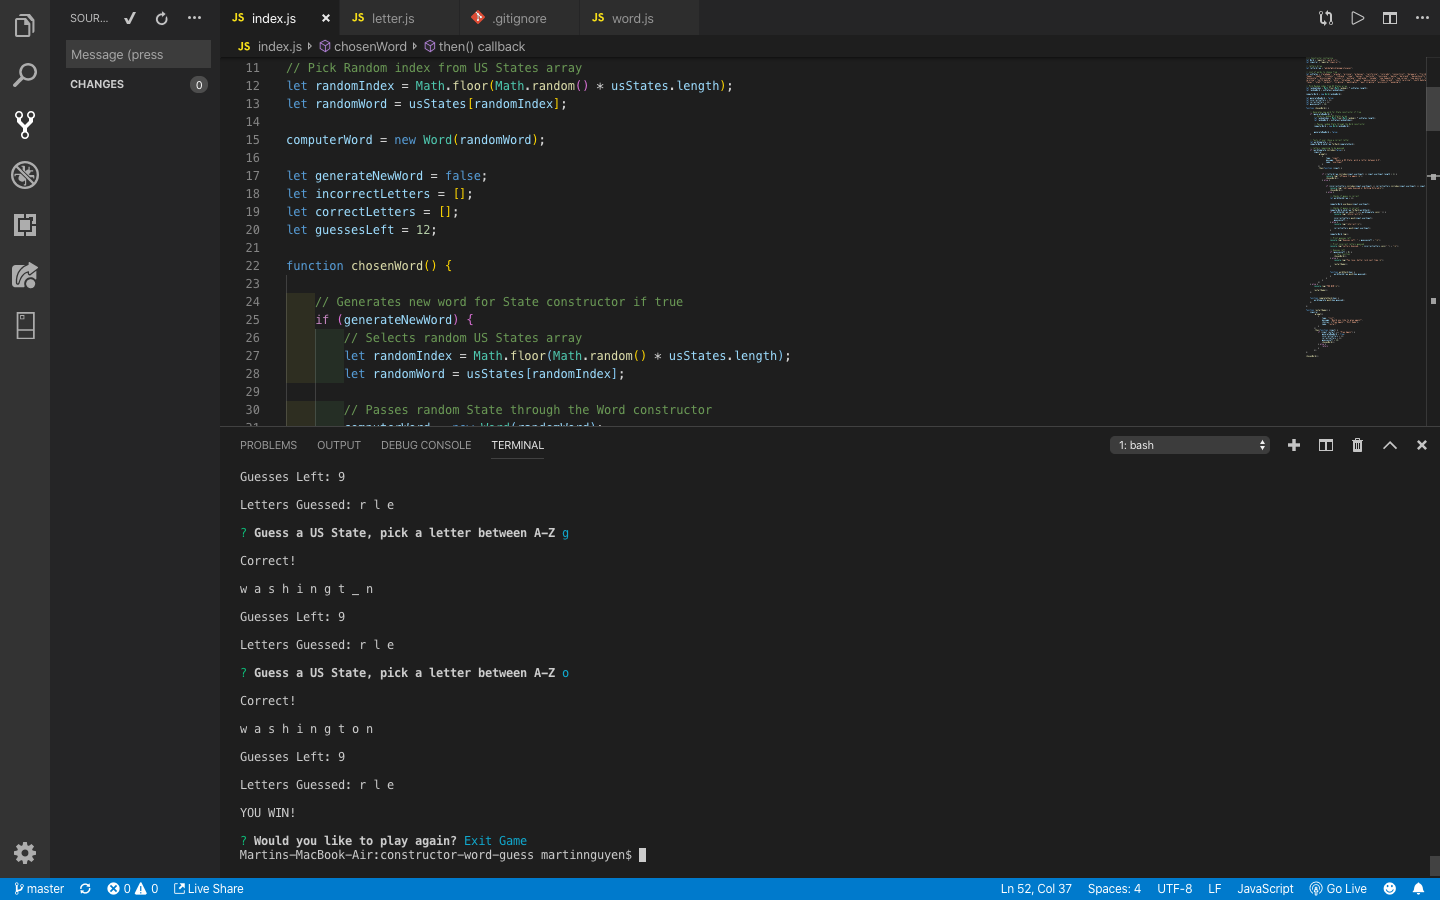 SOUR...
Message (press
CHANGES 0
JS index.js
JS letter.js
.gitignore
JS word.js
JS index.js chosenWord then() callback
11 // Pick Random index from US States array
12 let randomIndex = Math.floor(Math.random() * usStates.length);
13 let randomWord = usStates[randomIndex];
14
15 computerWord = new Word(randomWord);
16
17 let generateNewWord = false;
18 let incorrectLetters = [];
19 let correctLetters = [];
20 let guessesLeft = 12;
21
22 function chosenWord() {
23
24 // Generates new word for State constructor if true
25 if (generateNewWord) {
26 // Selects random US States array
27 let randomIndex = Math.floor(Math.random() * usStates.length);
28 let randomWord = usStates[randomIndex];
29
30 // Passes random State through the Word constructor
31 computerWord = new Word(randomWord);
PROBLEMS OUTPUT DEBUG CONSOLE TERMINAL 1: bash
Guesses Left: 9
Letters Guessed: r l e
? Guess a US State, pick a letter between A-Z g
Correct!
w a s h i n g t _ n
Guesses Left: 9
Letters Guessed: r l e
? Guess a US State, pick a letter between A-Z o
Correct!
w a s h i n g t o n
Guesses Left: 9
Letters Guessed: r l e
YOU WIN!
? Would you like to play again? Exit Game
Martins-MacBook-Air:constructor-word-guess martinnguyen$
master 0 0 Live Share Ln 52, Col 37 Spaces: 4 UTF-8 LF JavaScript Go Live